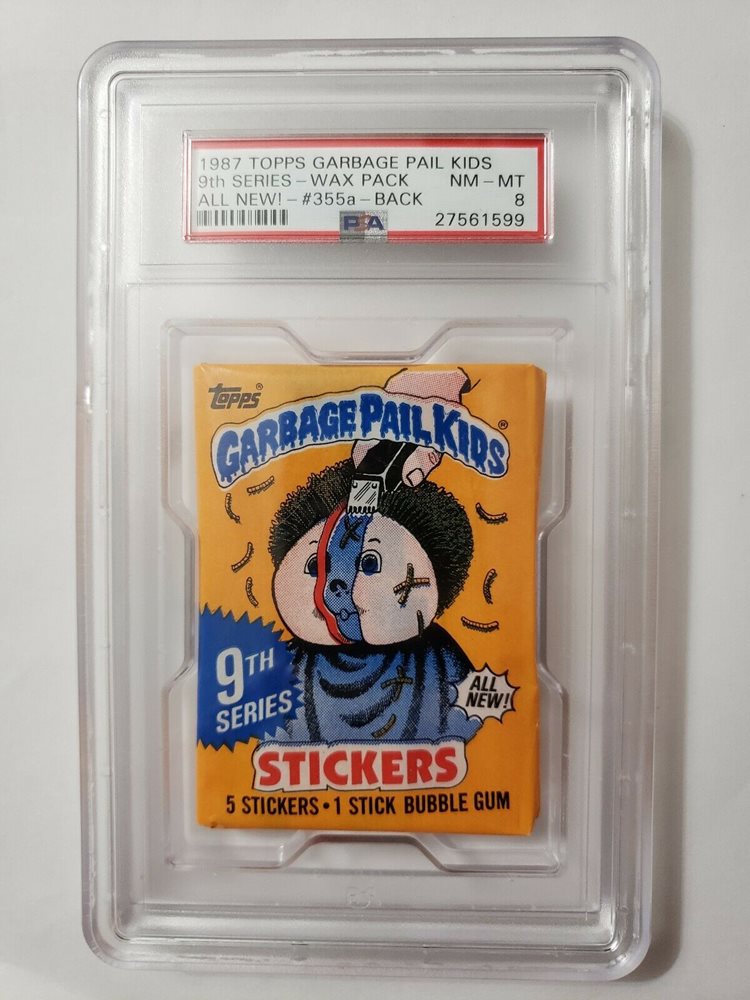 1987 TOPPS GARBAGE PAIL KIDS
9th SERIES-WAX PACK NM-MT
ALL NEW!-#355a-BACK 8
PSA 27561599
Topps®
GARBAGE PAIL KIDS®
9TH
SERIES
ALL
NEW!
STICKERS
5 STICKERS • 1 STICK BUBBLE GUM